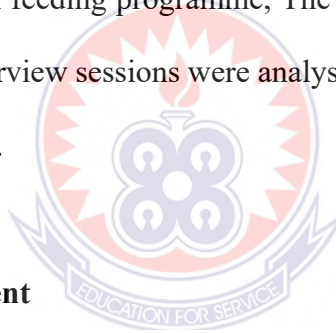 feeding programme, The
rview sessions were analys
.
ent
EDUCATION FOR SERVICE